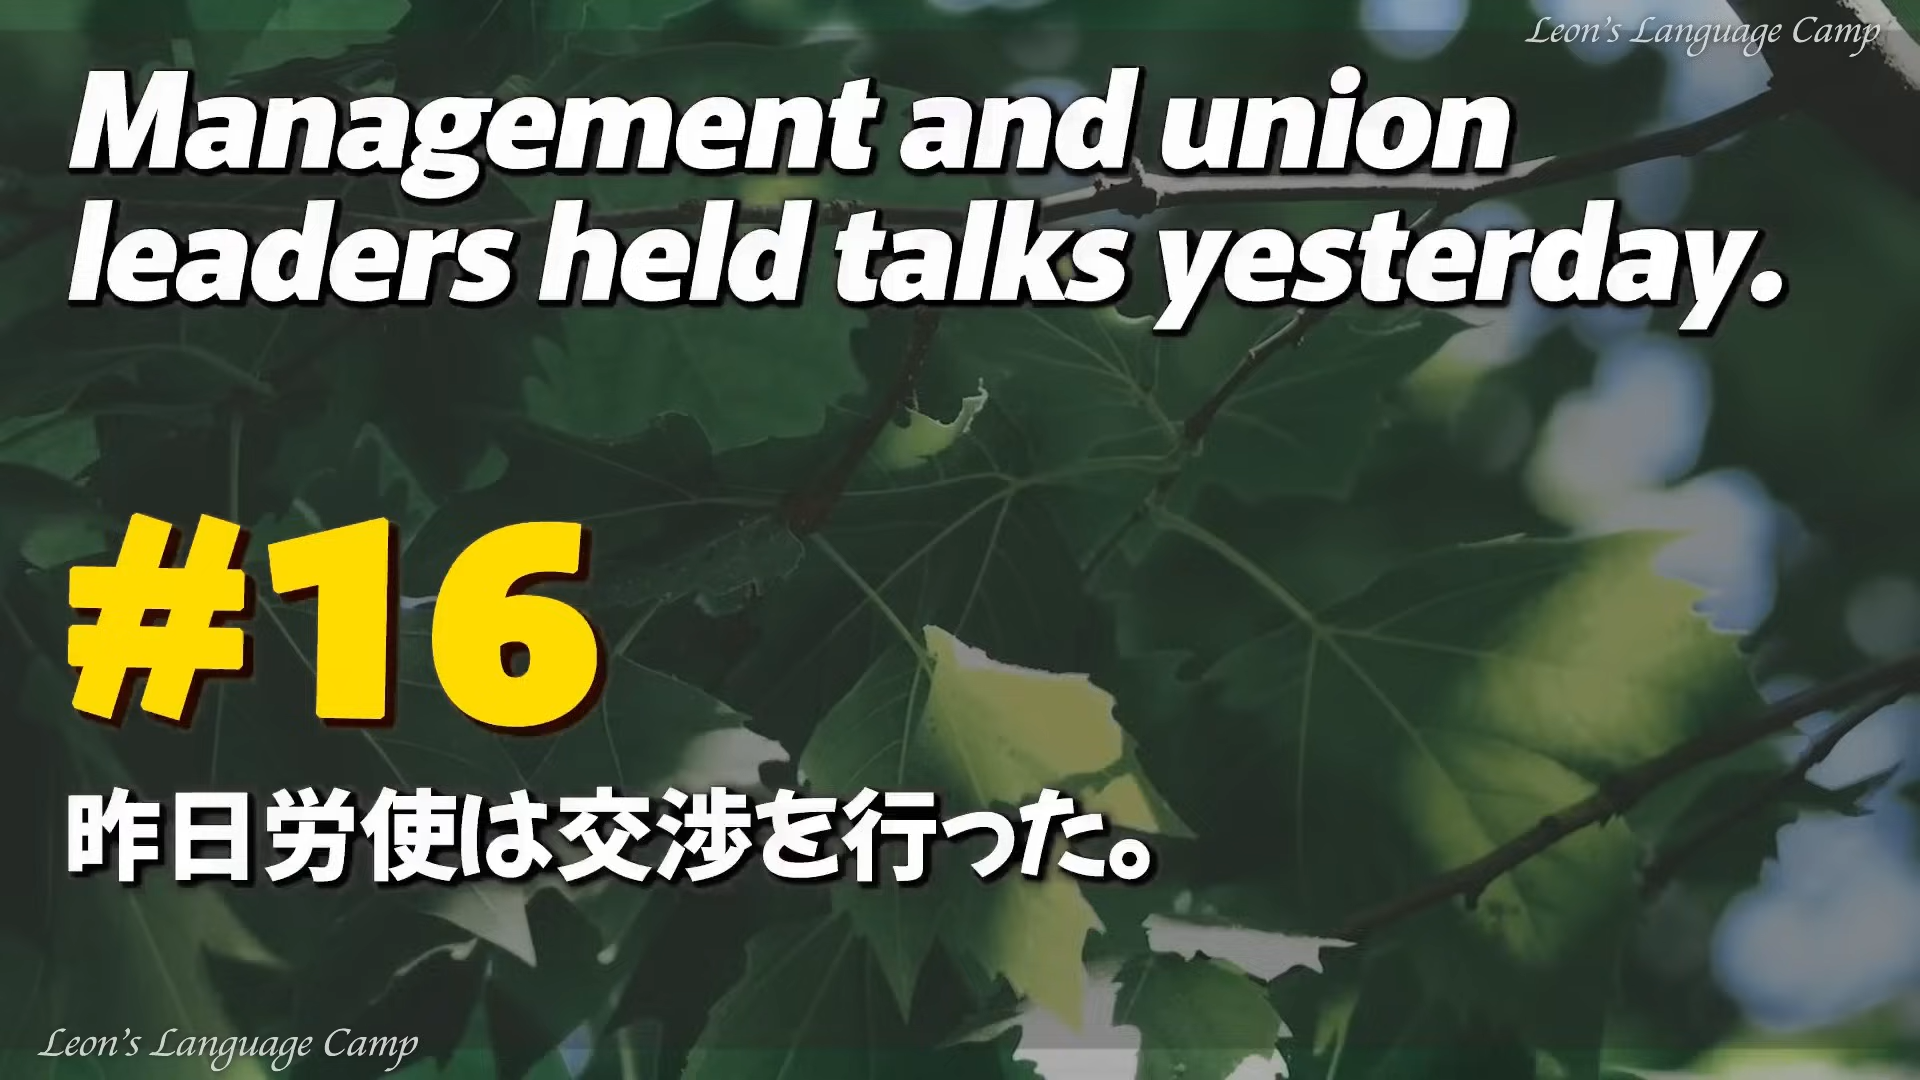 Leon's Language Camp
Management and union
leaders held talks yesterday.
#16
昨日労使は交渉を行った。
Leon's Language Camp